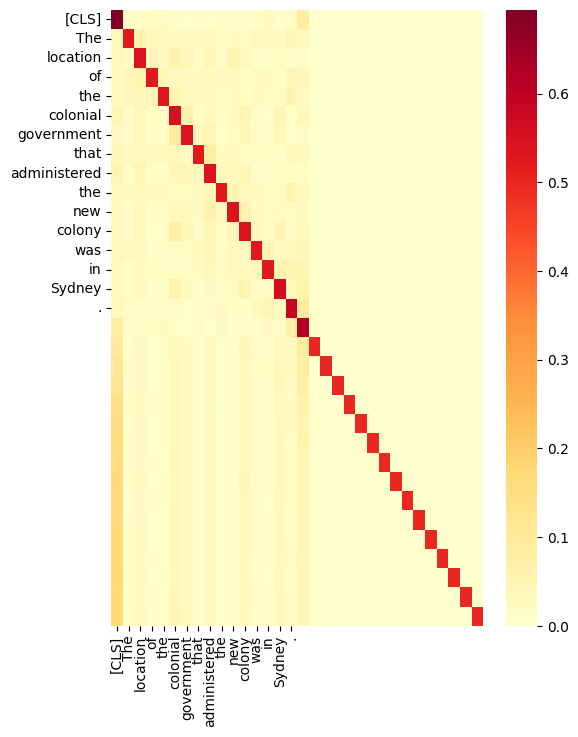 [CLS]
The
location
of
the
colonial
government
that
administered
the
new
colony
was
in
Sydney
.
[CLS]
The
location
of
the
colonial
government
that
administered
the
new
colony
was
in
Sydney
.
0.6
0.5
0.4
0.3
0.2
0.1
0.0